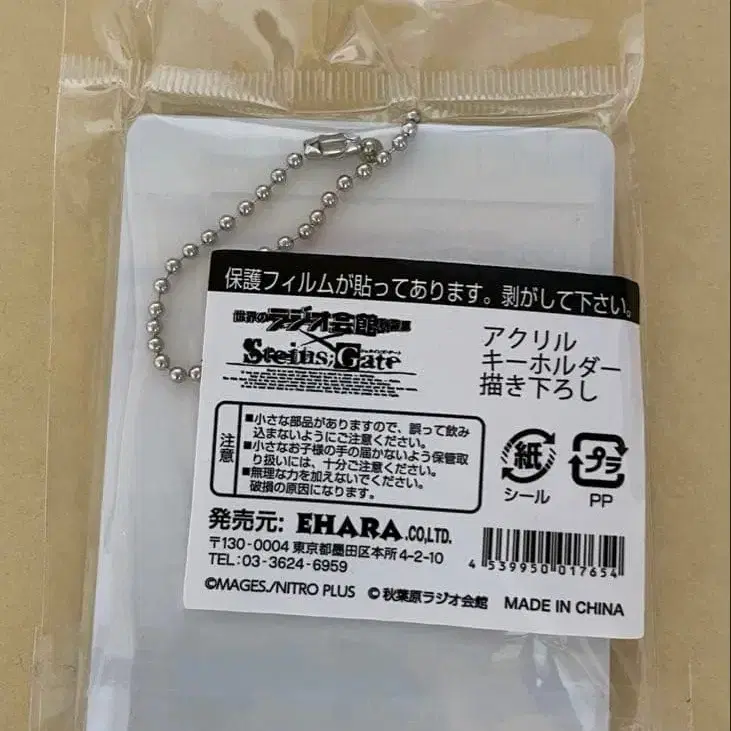 保護フィルムが貼ってあります。剥がして下さい。
世界のラジオ会館
×
Steins;Gate
アクリル
キーホルダー
描き下ろし
注意
■小さな部品がありますので、誤って飲み
込まないようにご注意ください。
■小さなお子様の手の届かないよう保管取
り扱いには、十分ご注意ください。
■無理な力を加えないでください。
破損の原因になります。
紙
シール
プラ
PP
発売元: EHARA.CO,LTD.
〒130-0004 東京都墨田区本所4-2-10
TEL:03-3624-6959
4 539950 017654
©MAGES./NITRO PLUS © 秋葉原ラジオ会館 MADE IN CHINA